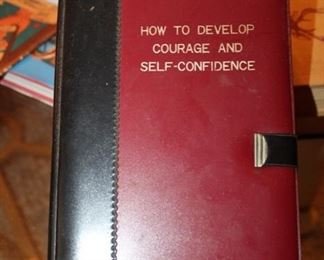 HOW TO DEVELOP
COURAGE AND
SELF-CONFIDENCE